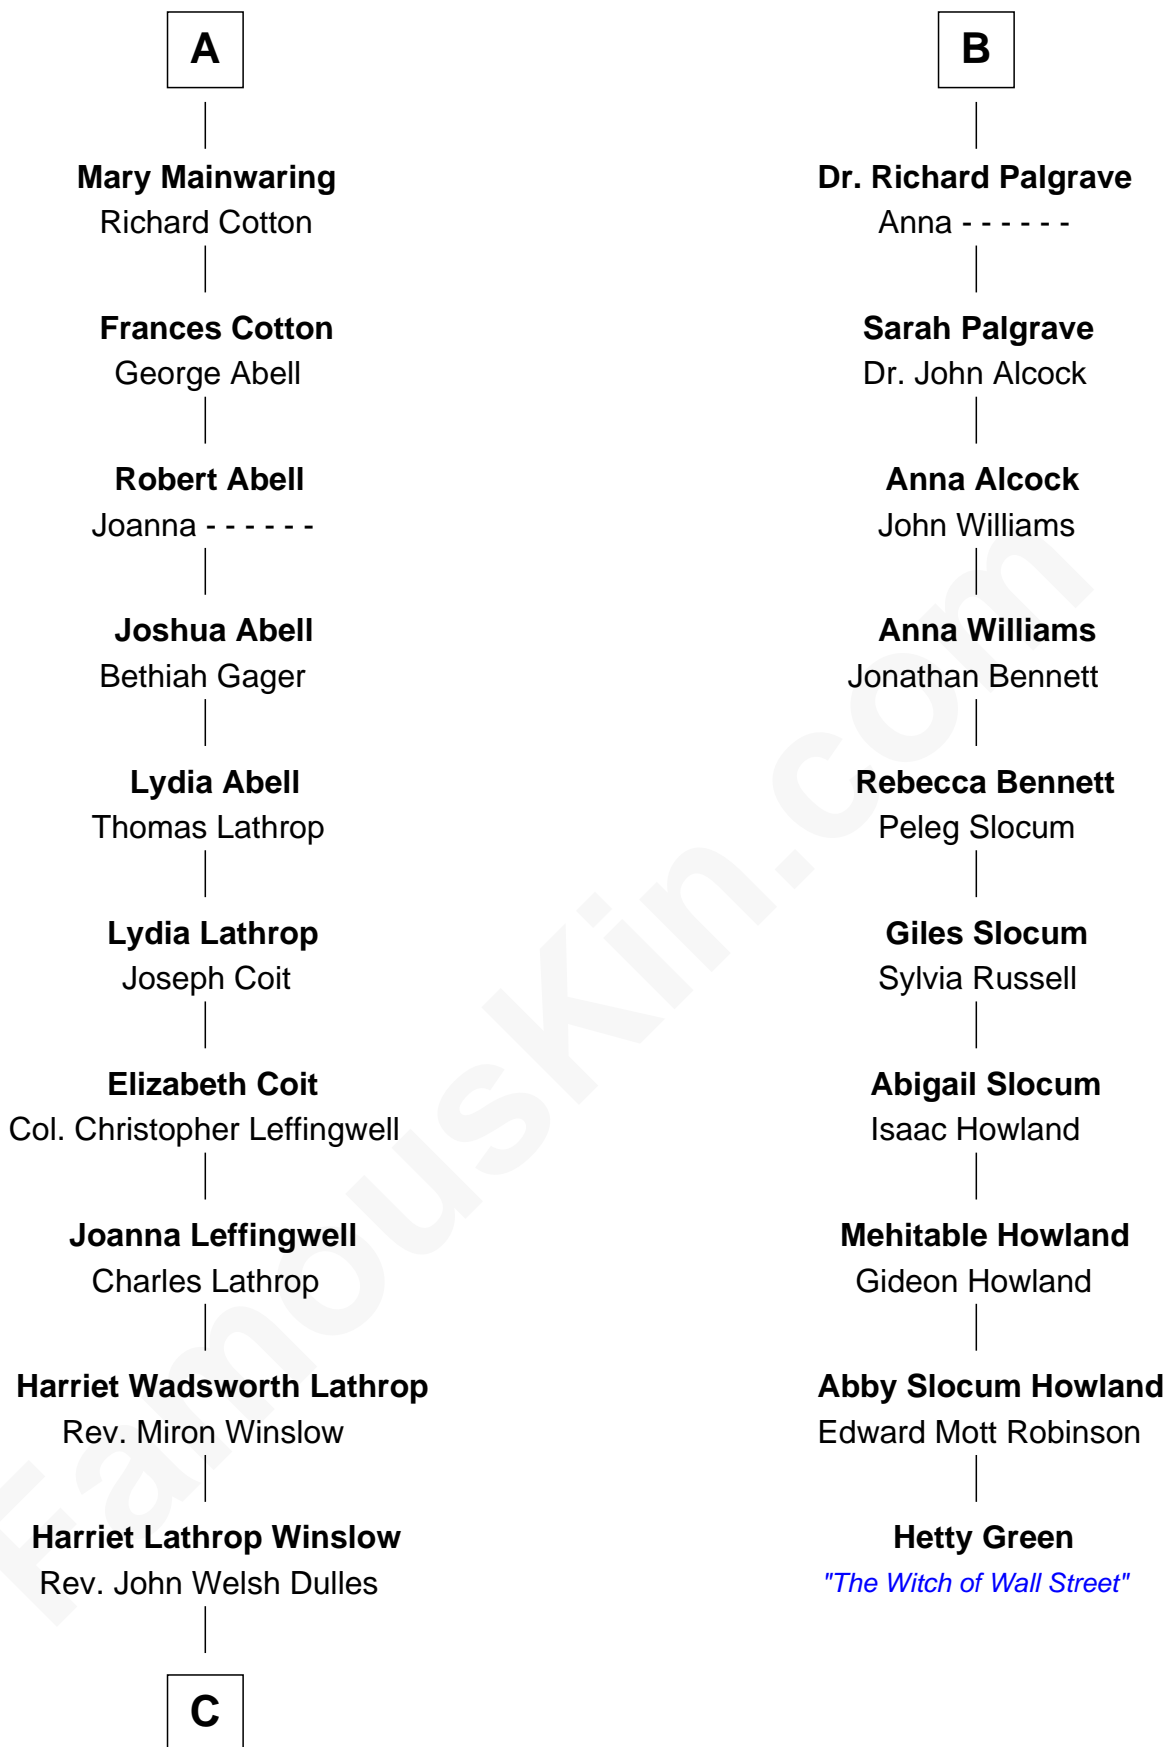 A
Mary Mainwaring
Richard Cotton
Frances Cotton
George Abell
Robert Abell
Joanna - - - - - -
Joshua Abell
Bethiah Gager
Lydia Abell
Thomas Lathrop
Lydia Lathrop
Joseph Coit
Elizabeth Coit
Col. Christopher Leffingwell
Joanna Leffingwell
Charles Lathrop
Harriet Wadsworth Lathrop
Rev. Miron Winslow
Harriet Lathrop Winslow
Rev. John Welsh Dulles
C
B
Dr. Richard Palgrave
Anna - - - - - -
Sarah Palgrave
Dr. John Alcock
Anna Alcock
John Williams
Anna Williams
Jonathan Bennett
Rebecca Bennett
Peleg Slocum
Giles Slocum
Sylvia Russell
Abigail Slocum
Isaac Howland
Mehitable Howland
Gideon Howland
Abby Slocum Howland
Edward Mott Robinson
Hetty Green
"The Witch of Wall Street"
FamousKin.com